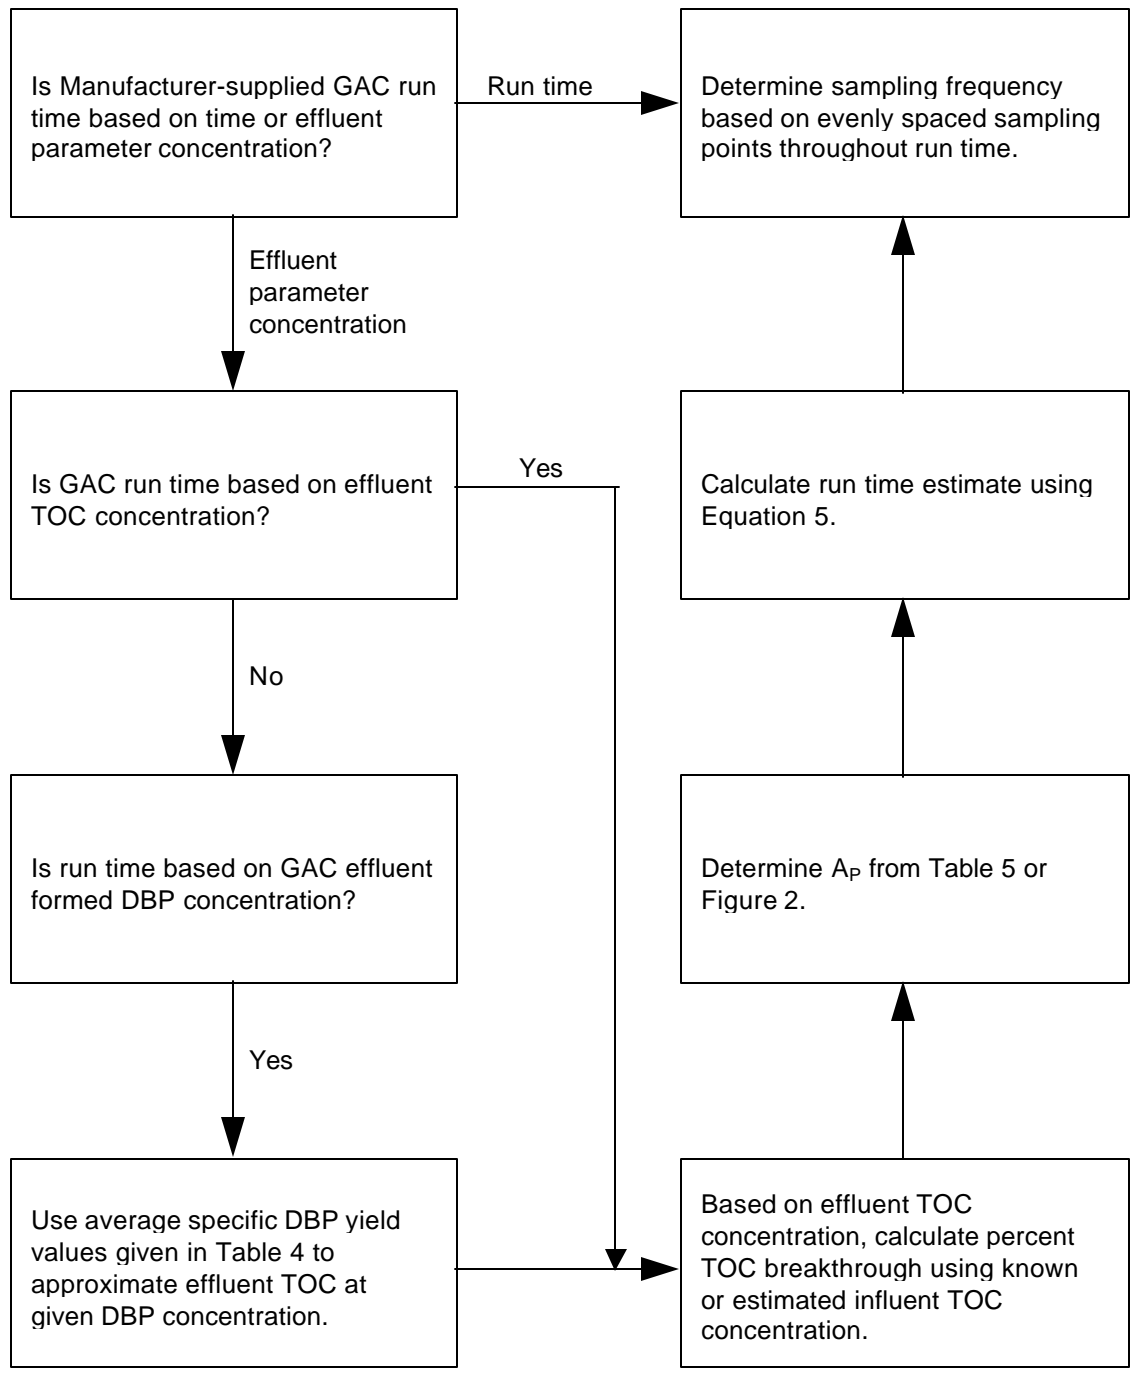 Is Manufacturer-supplied GAC run
time based on time or effluent
parameter concentration?
Run time
Determine sampling frequency
based on evenly spaced sampling
points throughout run time.
Effluent
parameter
concentration
Is GAC run time based on effluent
TOC concentration?
Yes
Calculate run time estimate using
Equation 5.
No
Is run time based on GAC effluent
formed DBP concentration?
Determine AP from Table 5 or
Figure 2.
Yes
Use average specific DBP yield
values given in Table 4 to
approximate effluent TOC at
given DBP concentration.
Based on effluent TOC
concentration, calculate percent
TOC breakthrough using known
or estimated influent TOC
concentration.